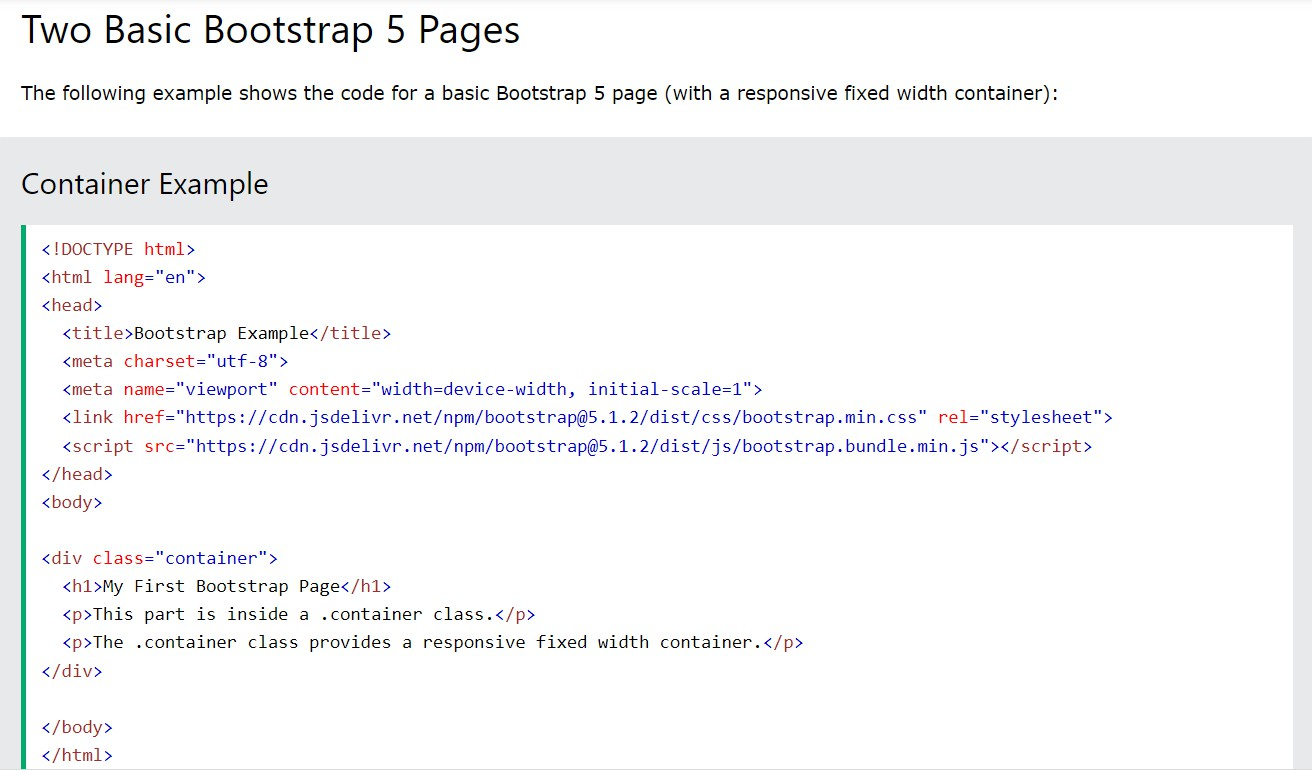 Two Basic Bootstrap 5 Pages
The following example shows the code for a basic Bootstrap 5 page (with a responsive fixed width container):
Container Example
<!DOCTYPE html>
<html lang="en">
<head>
  <title>Bootstrap Example</title>
  <meta charset="utf-8">
  <meta name="viewport" content="width=device-width, initial-scale=1">
  <link href="https://cdn.jsdelivr.net/npm/bootstrap@5.1.2/dist/css/bootstrap.min.css" rel="stylesheet">
  <script src="https://cdn.jsdelivr.net/npm/bootstrap@5.1.2/dist/js/bootstrap.bundle.min.js"></script>
</head>
<body>

<div class="container">
  <h1>My First Bootstrap Page</h1>
  <p>This part is inside a .container class.</p>
  <p>The .container class provides a responsive fixed width container.</p>
</div>

</body>
</html>